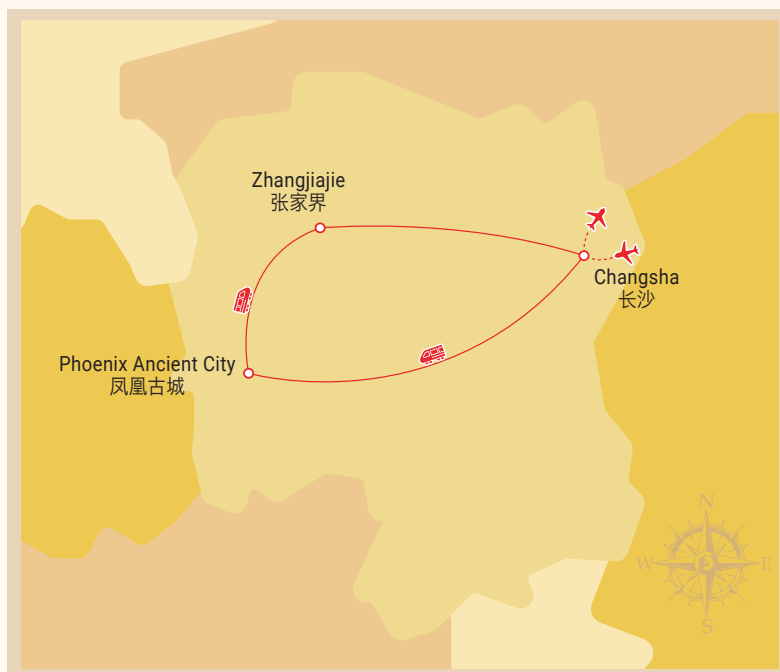 Zhangjiajie
张家界
Changsha
长沙
Phoenix Ancient City
凤凰古城
N
W
E
S